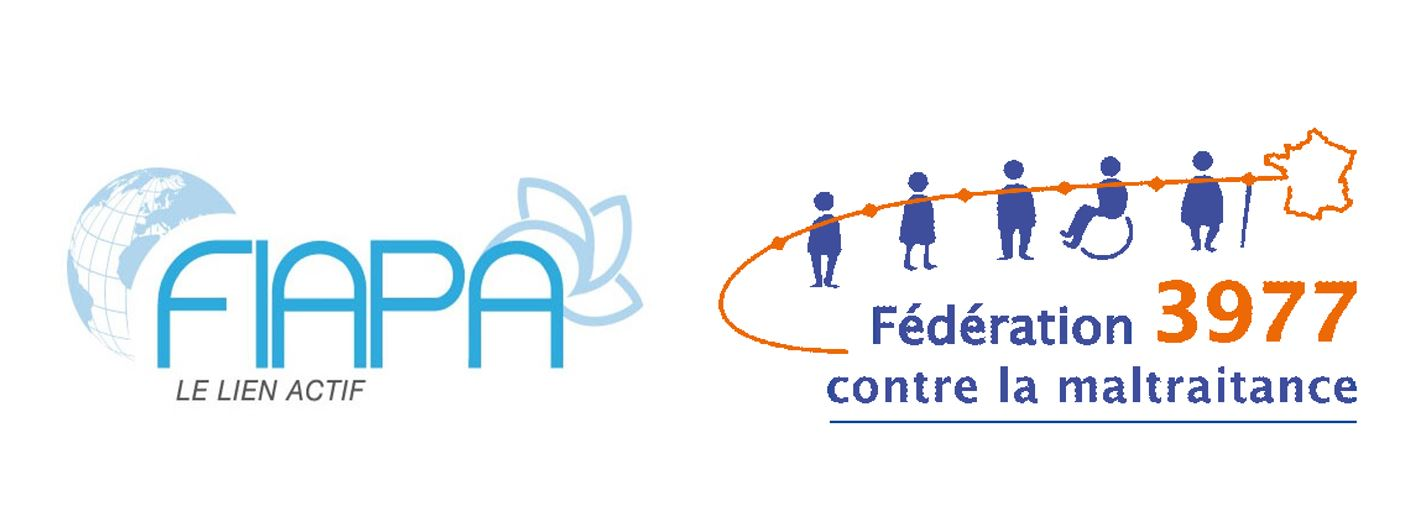 FIAPA
LE LIEN ACTIF
Fédération 3977
contre la maltraitance